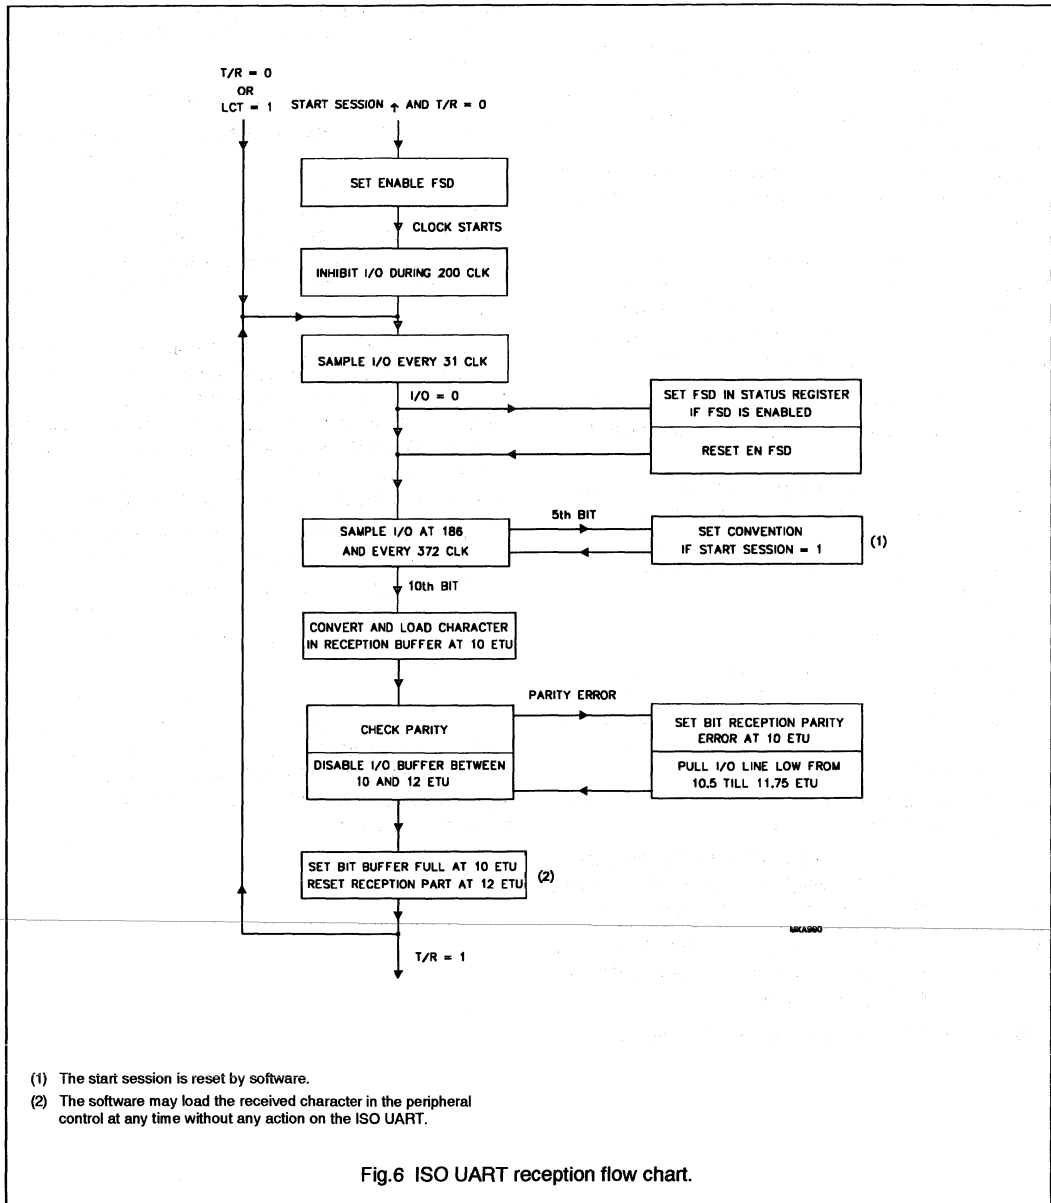 T/R = 0
OR
LCT = 1
START SESSION ↑ AND T/R = 0
SET ENABLE FSD
CLOCK STARTS
INHIBIT I/O DURING 200 CLK
SAMPLE I/O EVERY 31 CLK
I/O = 0
SET FSD IN STATUS REGISTER
IF FSD IS ENABLED
RESET EN FSD
SAMPLE I/O AT 186
AND EVERY 372 CLK
5th BIT
SET CONVENTION
IF START SESSION = 1
(1)
10th BIT
CONVERT AND LOAD CHARACTER
IN RECEPTION BUFFER AT 10 ETU
PARITY ERROR
CHECK PARITY
DISABLE I/O BUFFER BETWEEN
10 AND 12 ETU
SET BIT RECEPTION PARITY
ERROR AT 10 ETU
PULL I/O LINE LOW FROM
10.5 TILL 11.75 ETU
SET BIT BUFFER FULL AT 10 ETU
RESET RECEPTION PART AT 12 ETU
(2)
T/R = 1
(1) The start session is reset by software.
(2) The software may load the received character in the peripheral
control at any time without any action on the ISO UART.
Fig.6 ISO UART reception flow chart.